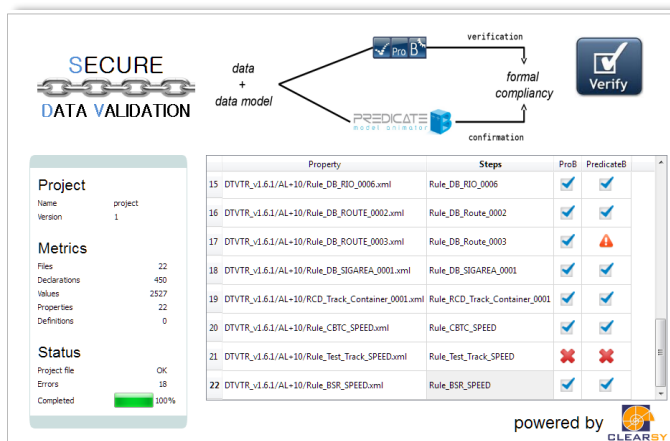 SECURE
DATA VALIDATION
data
+
data model
Pro B
verification
formal
compliancy
PREDICATE B
model animator
confirmation
Verify
Project
Name project
Version 1
Metrics
Files 22
Declarations 450
Values 2527
Properties 22
Definitions 0
Status
Project file OK
Errors 18
Completed 100%
Property Steps ProB PredicateB
15 DTVTR_v1.6.1/AL+10/Rule_DB_RIO_0006.xml Rule_DB_RIO_0006
16 DTVTR_v1.6.1/AL+10/Rule_DB_ROUTE_0002.xml Rule_DB_Route_0002
17 DTVTR_v1.6.1/AL+10/Rule_DB_ROUTE_0003.xml Rule_DB_Route_0003
18 DTVTR_v1.6.1/AL+10/Rule_DB_SIGAREA_0001.xml Rule_DB_SIGAREA_0001
19 DTVTR_v1.6.1/AL+10/RCD_Track_Container_0001.xml Rule_RCD_Track_Container_0001
20 DTVTR_v1.6.1/AL+10/Rule_CBTC_SPEED.xml Rule_CBTC_SPEED
21 DTVTR_v1.6.1/AL+10/Rule_Test_Track_SPEED.xml Rule_Test_Track_SPEED
22 DTVTR_v1.6.1/AL+10/Rule_BSR_SPEED.xml Rule_BSR_SPEED
powered by CLEARSY